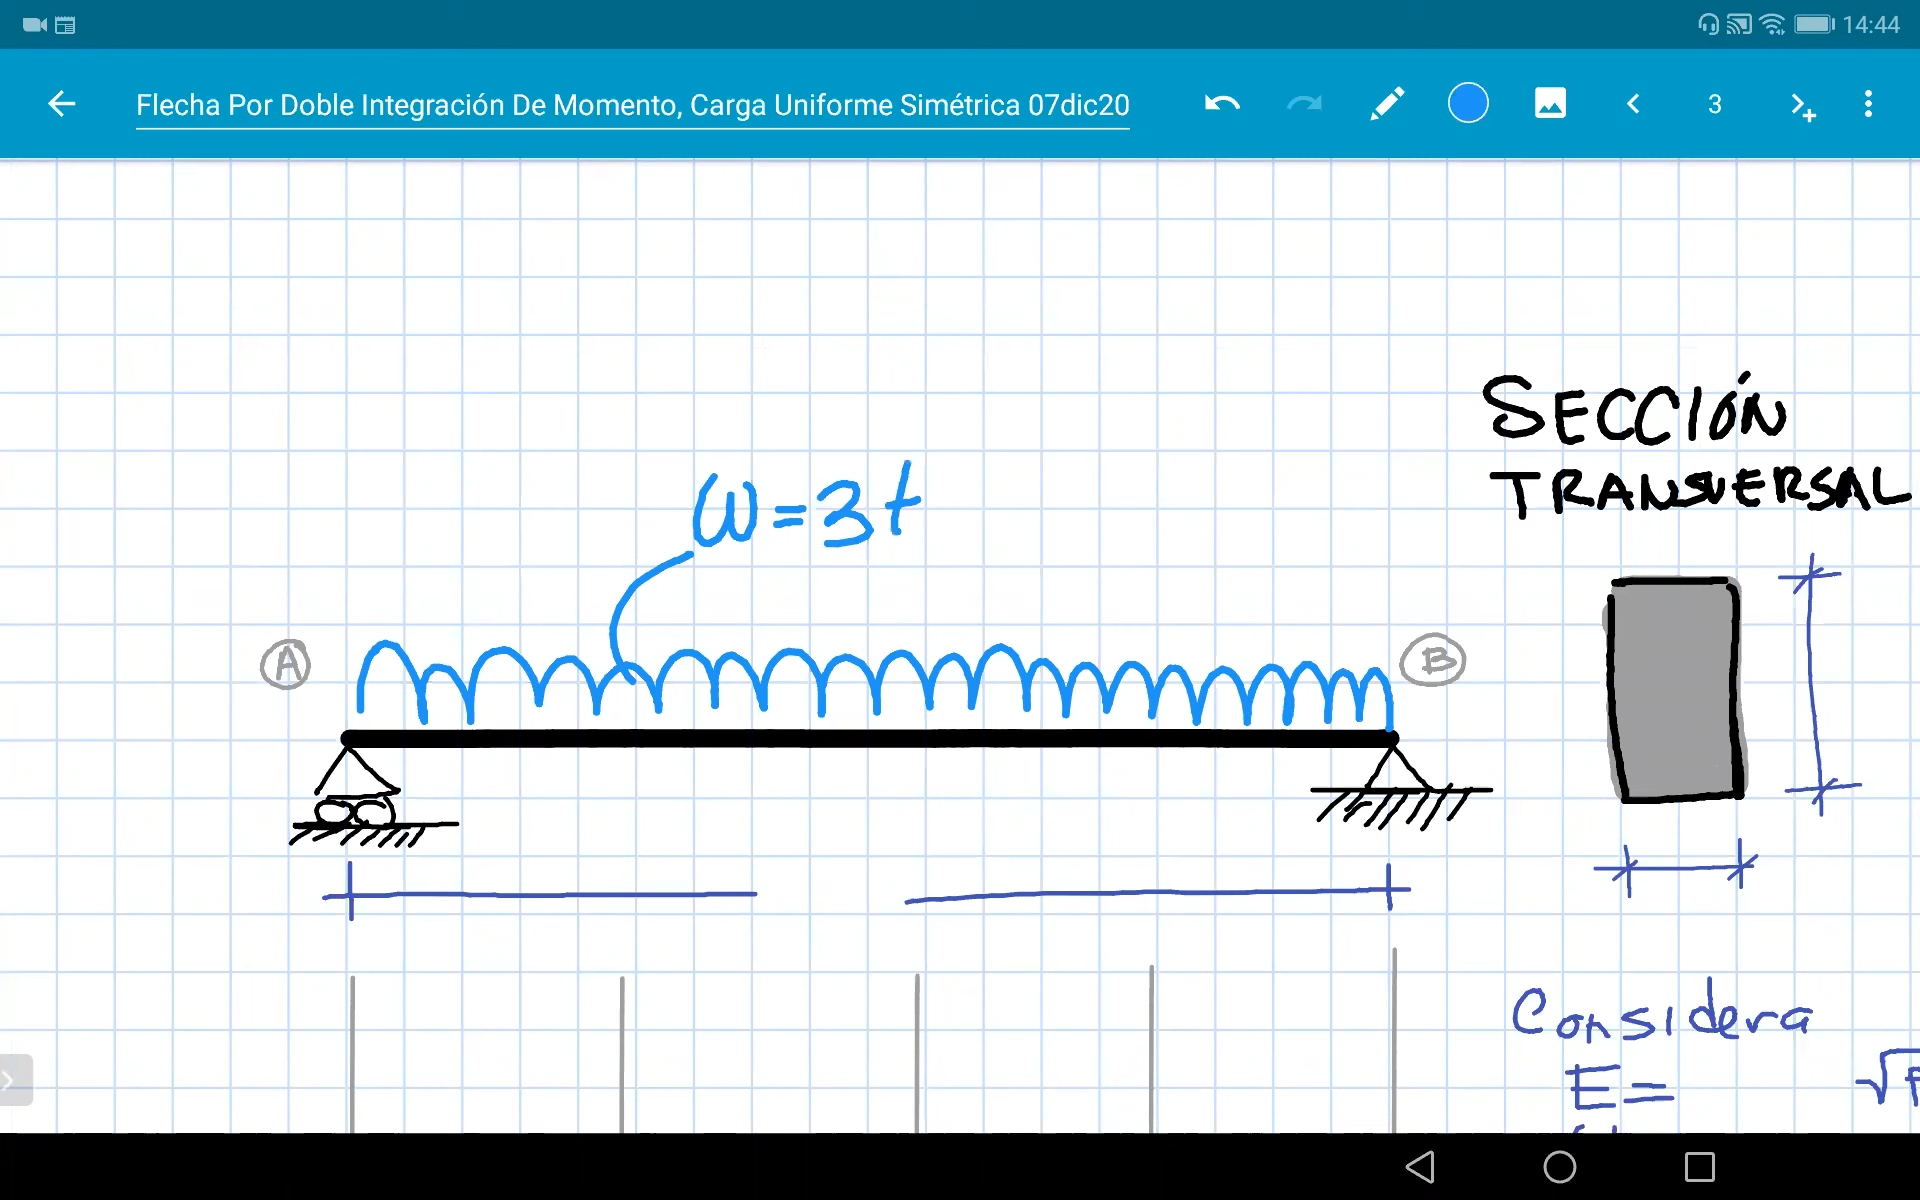 14:44
Flecha Por Doble Integración De Momento, Carga Uniforme Simétrica 07dic20
3
SECCIÓN
TRANSVERSAL
ω=3t
A
B
Considera
E= √f